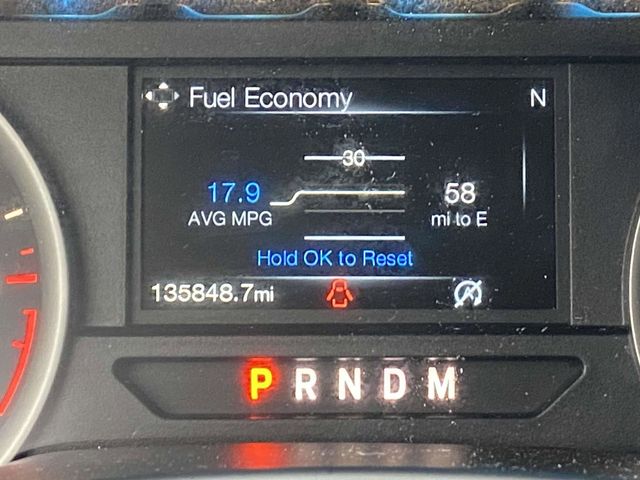 Fuel Economy N
30
17.9 58
AVG MPG mi to E
Hold OK to Reset
135848.7mi
P R N D M